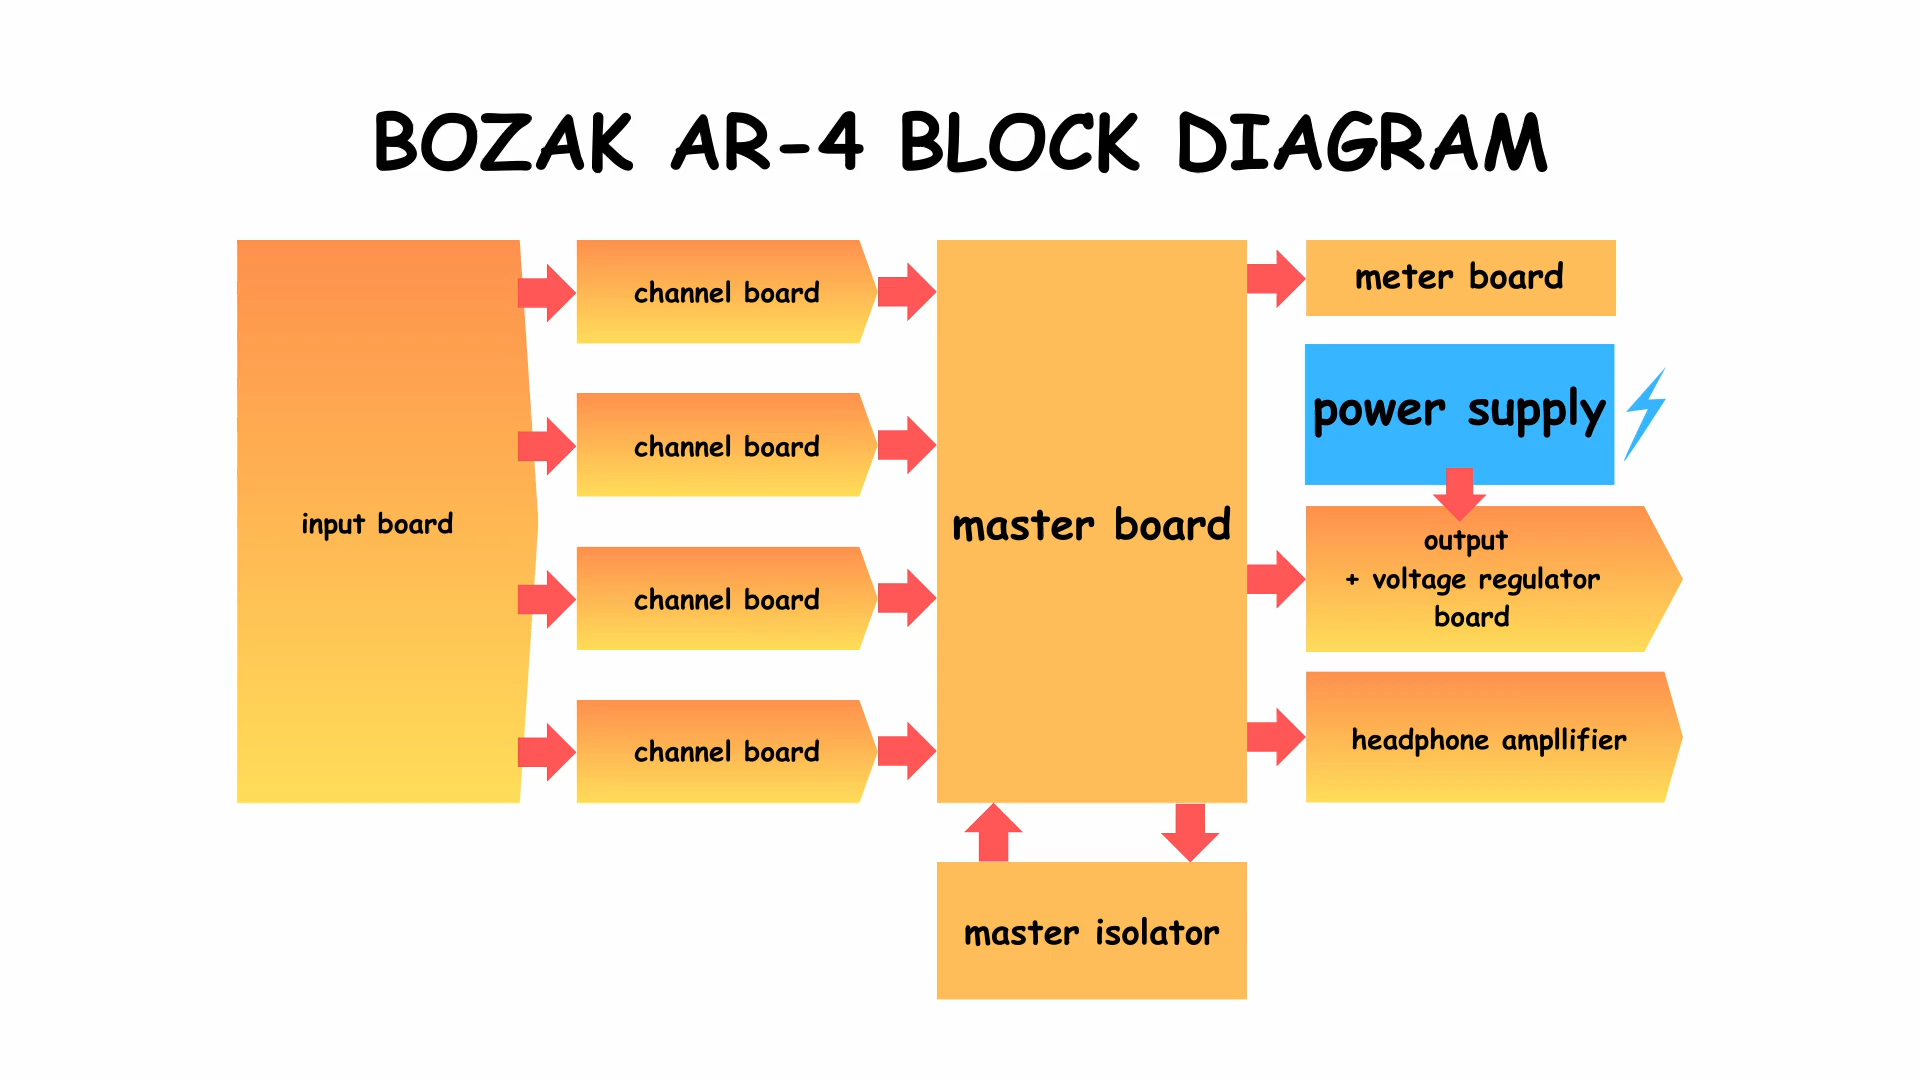 BOZAK AR-4 BLOCK DIAGRAM
input board
channel board
channel board
channel board
channel board
master board
master isolator
meter board
power supply
output
+ voltage regulator
board
headphone ampllifier